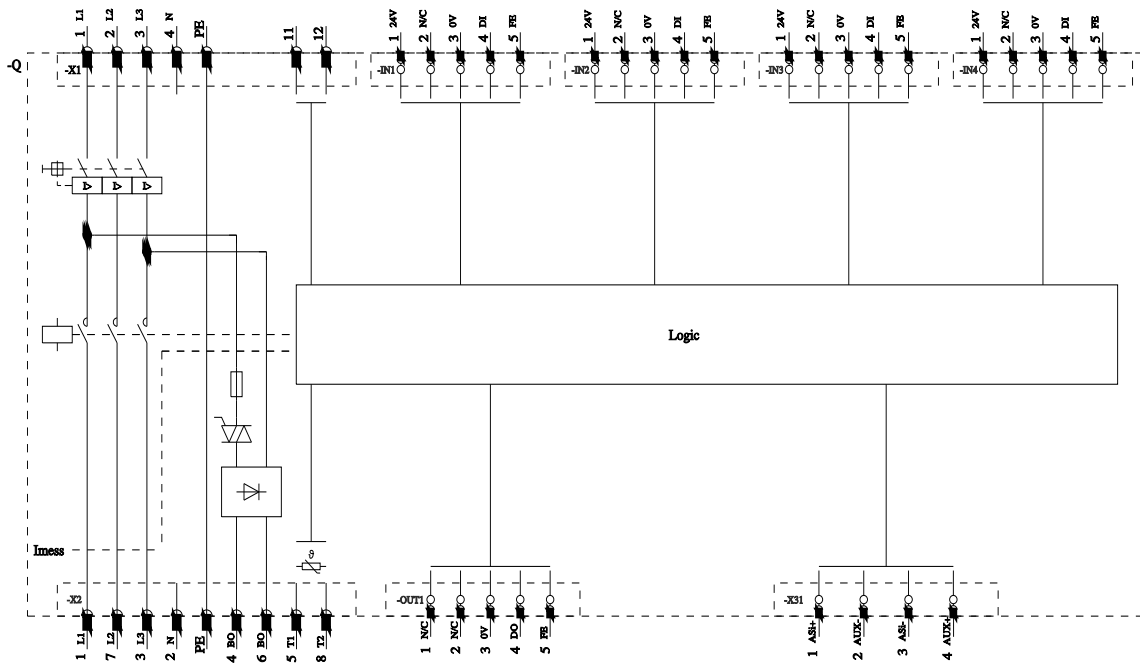 1 L1
2 L2
3 L3
4 N
PE
11
12
1 24V
2 N/C
3 0V
4 DI
5 FE
1 24V
2 N/C
3 0V
4 DI
5 FE
1 24V
2 N/C
3 0V
4 DI
5 FE
1 24V
2 N/C
3 0V
4 DI
5 FE
-Q
-X1
-IN1
-IN2
-IN3
-IN4
Logic
Imess
ϑ
-X2
-OUT1
-X31
1 L1
7 L2
3 L3
2 N
PE
4 BO
6 BO
5 T1
8 T2
1 N/C
2 N/C
3 0V
4 DO
5 FE
1 ASi+
2 AUX-
3 ASi-
4 AUX+